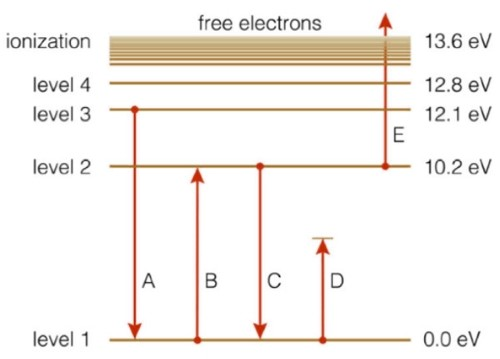 free electrons
ionization 13.6 eV
level 4 12.8 eV
level 3 12.1 eV
E
level 2 10.2 eV
A B C D
level 1 0.0 eV